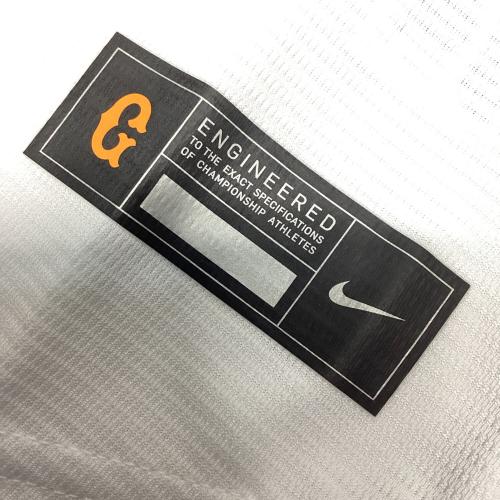 G
ENGINEERED
TO THE EXACT SPECIFICATIONS
OF CHAMPIONSHIP ATHLETES